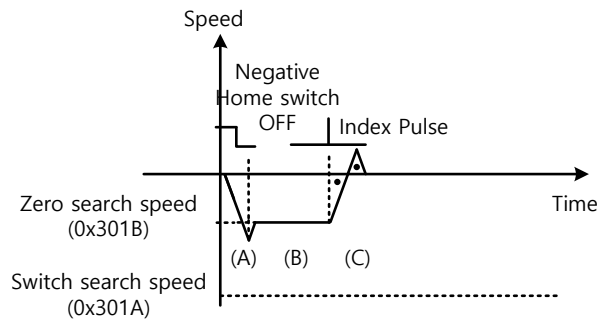 Speed
Negative
Home switch
OFF
Index Pulse
Time
Zero search speed
(0x301B)
(A)
(B)
(C)
Switch search speed
(0x301A)